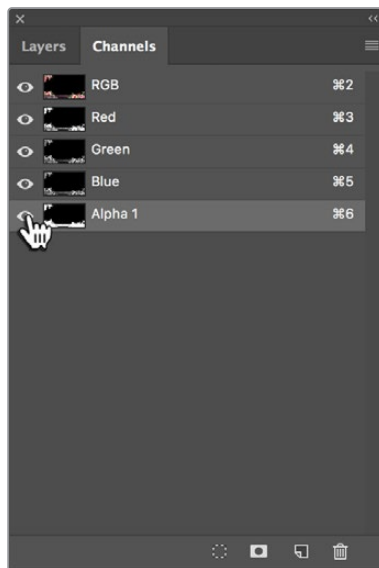 Layers Channels
RGB ⌘2
Red ⌘3
Green ⌘4
Blue ⌘5
Alpha 1 ⌘6